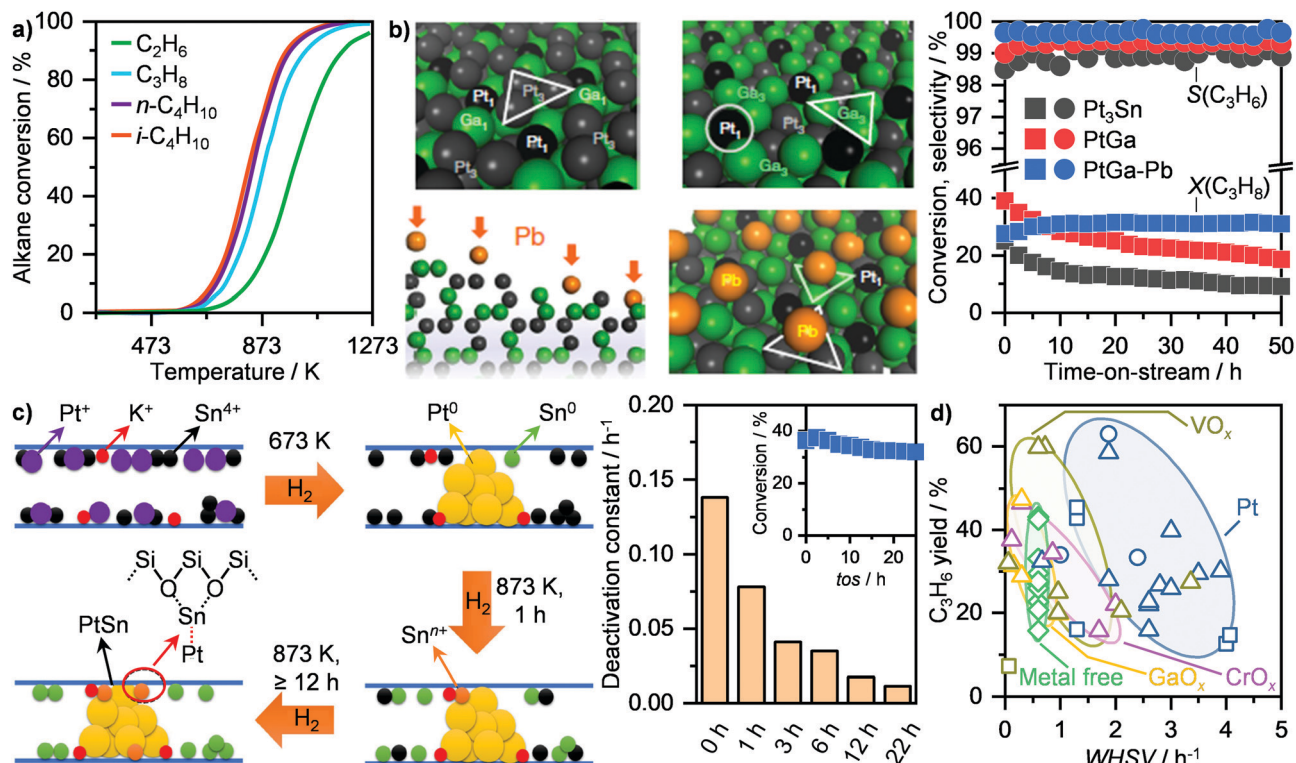 a)
C₂H₆
C₃H₈
n-C₄H₁₀
i-C₄H₁₀
Alkane conversion / %
100
80
60
40
20
0
473
873
1273
Temperature / K
b)
Pt₁
Pt₃
Ga₁
Ga₁
Pt₁
Pt₃
Pt₃
Ga₃
Pt₁
Pt₃
Ga₃
Ga₃
Pb
Pt₁
Pb
Pb
Conversion, selectivity, %
100
99
98
97
96
40
20
0
S(C₃H₆)
Pt₃Sn
PtGa
PtGa-Pb
X(C₃H₈)
0
10
20
30
40
50
Time-on-stream / h
c)
Pt⁺
K⁺
Sn⁴⁺
673 K
H₂
Pt⁰
Sn⁰
H₂
873 K,
1 h
Snⁿ⁺
873 K,
≥ 12 h
H₂
Si
Si
Si
O
O
Sn
Pt
PtSn
Deactivation constant / h⁻¹
0.20
0.15
0.10
0.05
0.00
0 h
1 h
3 h
6 h
12 h
22 h
Conversion / %
60
40
20
0
0
10
20
tos / h
d)
VOₓ
Pt
C₃H₆ yield / %
60
40
20
0
Metal free
GaOₓ
CrOₓ
0
1
2
3
4
5
WHSV / h⁻¹